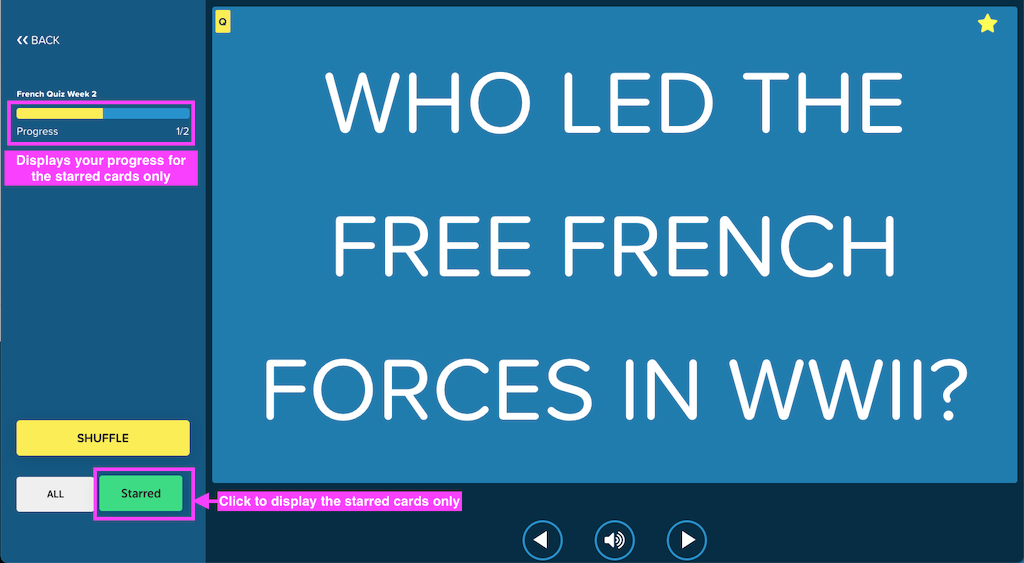 BACK
French Quiz Week 2
Progress 1/2
Displays your progress for
the starred cards only
SHUFFLE
ALL Starred
Click to display the starred cards only
Q
WHO LED THE
FREE FRENCH
FORCES IN WWII?